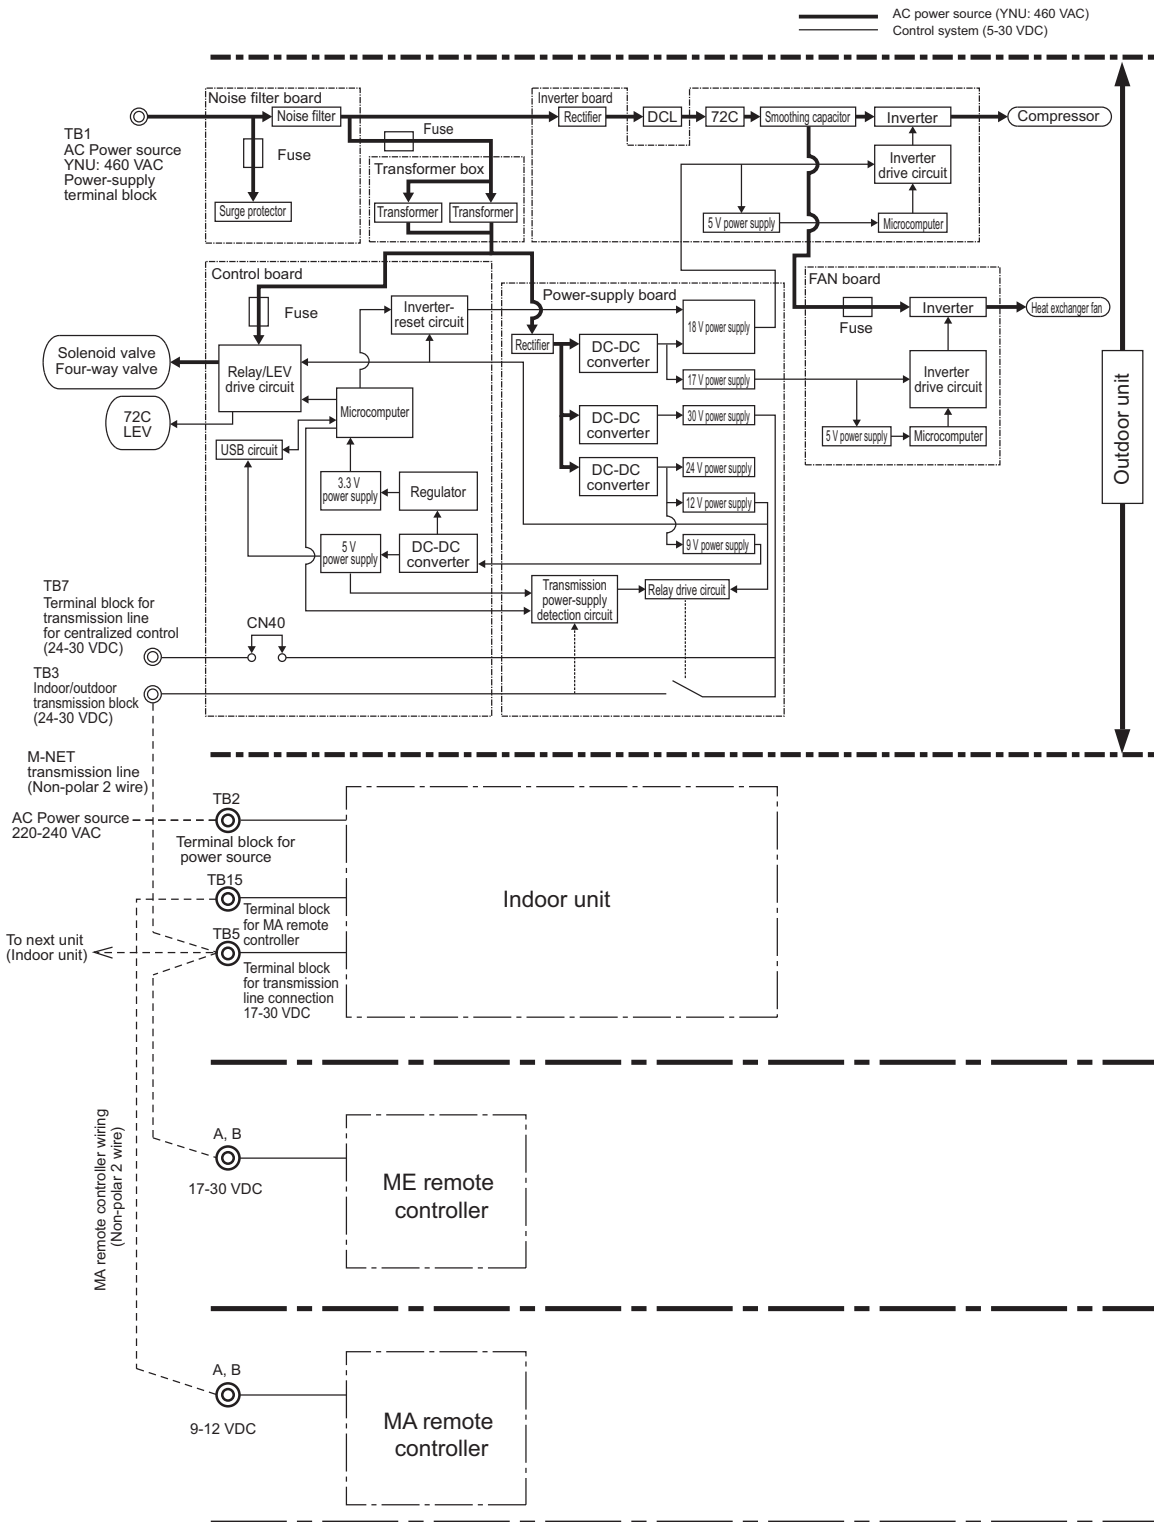 AC power source (YNU: 460 VAC)
Control system (5-30 VDC)
Noise filter board
Noise filter
Fuse
Fuse
Surge protector
TB1
AC Power source
YNU: 460 VAC
Power-supply
terminal block
Transformer box
Transformer
Transformer
Inverter board
Rectifier
DCL
72C
Smoothing capacitor
Inverter
Compressor
Inverter
drive circuit
5 V power supply
Microcomputer
FAN board
Fuse
Inverter
Heat exchanger fan
Inverter
drive circuit
5 V power supply
Microcomputer
Outdoor unit
Control board
Fuse
Inverter-
reset circuit
Solenoid valve
Four-way valve
Relay/LEV
drive circuit
72C
LEV
Microcomputer
USB circuit
3.3 V
power supply
Regulator
5 V
power supply
DC-DC
converter
Power-supply board
Rectifier
DC-DC
converter
18 V power supply
17 V power supply
DC-DC
converter
30 V power supply
DC-DC
converter
24 V power supply
12 V power supply
9 V power supply
Transmission
power-supply
detection circuit
Relay drive circuit
TB7
Terminal block for
transmission line
for centralized control
(24-30 VDC)
CN40
TB3
Indoor/outdoor
transmission block
(24-30 VDC)
M-NET
transmission line
(Non-polar 2 wire)
AC Power source
220-240 VAC
TB2
Terminal block for
power source
TB15
Terminal block
for MA remote
controller
TB5
Terminal block
for transmission
line connection
17-30 VDC
To next unit
(Indoor unit)
Indoor unit
MA remote controller wiring
(Non-polar 2 wire)
A, B
17-30 VDC
ME remote
controller
A, B
9-12 VDC
MA remote
controller